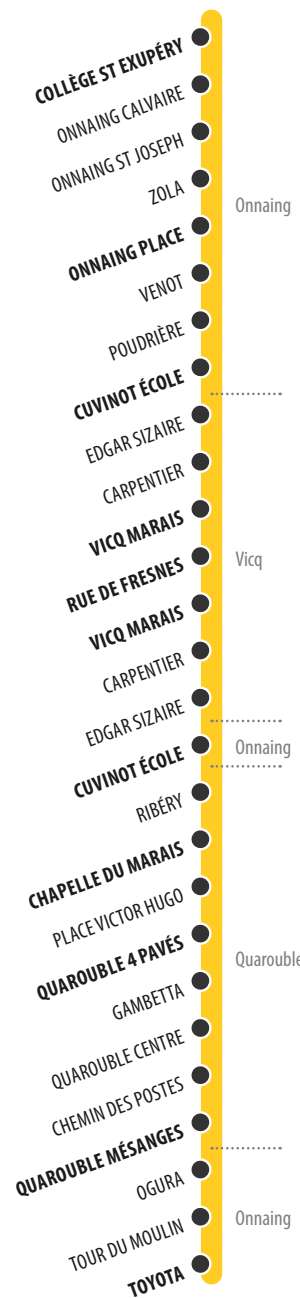 COLLÈGE ST EXUPÉRY
ONNAING CALVAIRE
ONNAING ST JOSEPH
ZOLA
Onnaing
ONNAING PLACE
VENOT
POUDRIÈRE
CUVINOT ÉCOLE
EDGAR SIZAIRE
CARPENTIER
VICQ MARAIS
RUE DE FRESNES
Vicq
VICQ MARAIS
CARPENTIER
EDGAR SIZAIRE
CUVINOT ÉCOLE
Onnaing
RIBÉRY
CHAPELLE DU MARAIS
PLACE VICTOR HUGO
QUAROUBLE 4 PAVÉS
Quarouble
GAMBETTA
QUAROUBLE CENTRE
CHEMIN DES POSTES
QUAROUBLE MÉSANGES
OGURA
TOUR DU MOULIN
Onnaing
TOYOTA